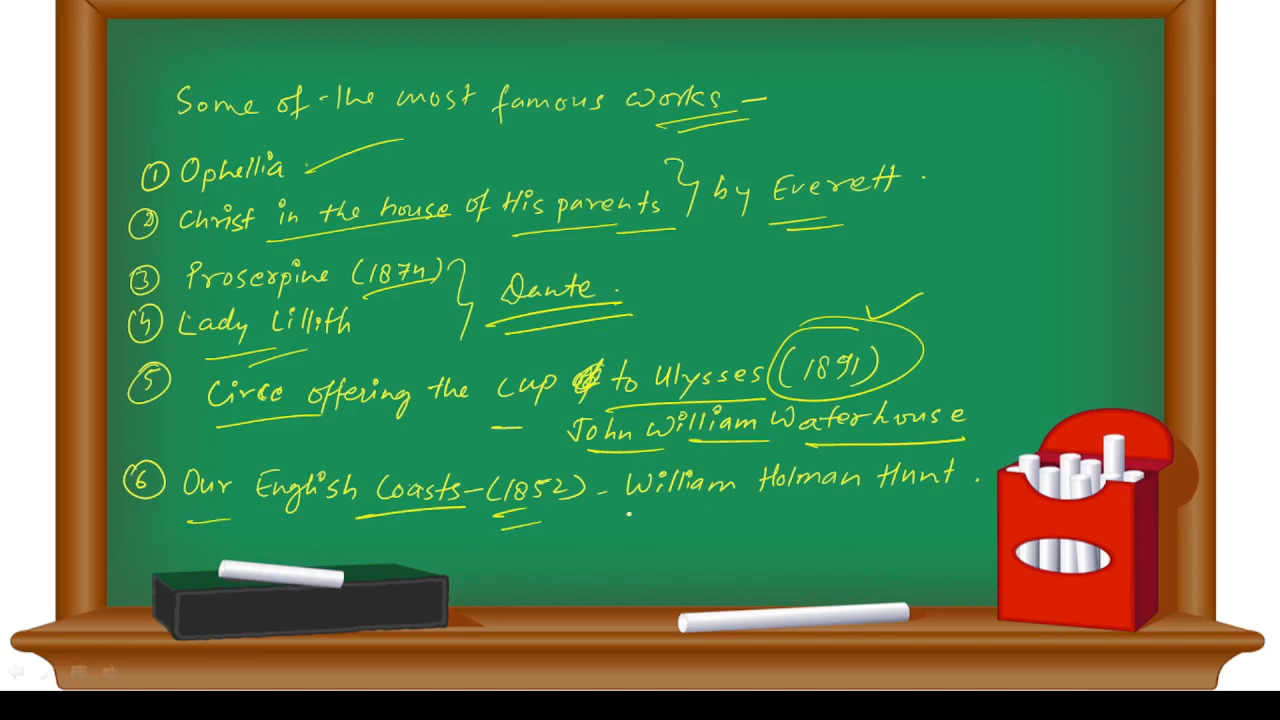 Some of the most famous works -
① Ophellia
② Christ in the house of His parents } by Everett.
③ Proserpine (1874)
④ Lady Lillith } Dante.
⑤ Circe offering the cup to Ulysses (1891)
John William Waterhouse
⑥ Our English Coasts - (1852) - William Holman Hunt.